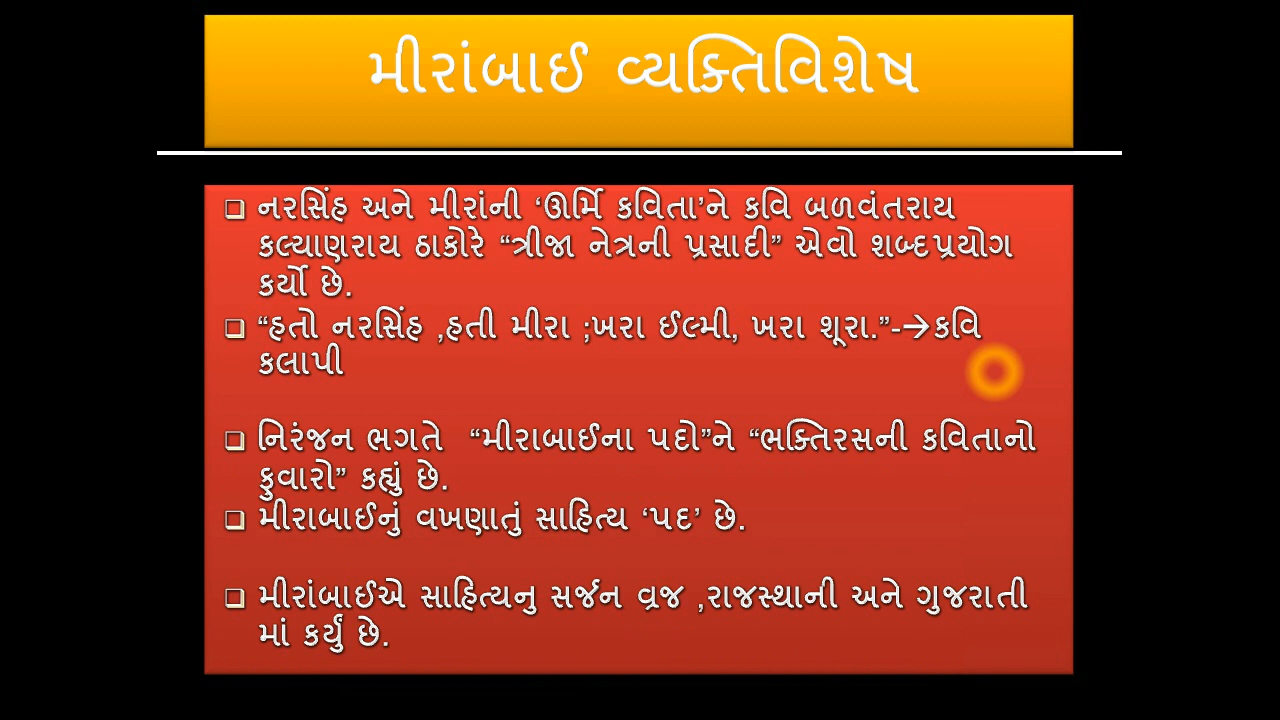 મીરાંબાઈ વ્યક્તિવિશેષ
નરસિંહ અને મીરાંની ‘ઊર્મિ કવિતા’ને કવિ બળવંતરાય
કલ્યાણરાય ઠાકોરે “ત્રીજા નેત્રની પ્રસાદી” એવો શબ્દપ્રયોગ
કર્યો છે.
“હતો નરસિંહ ,હતી મીરા ;ખરા ઈલ્મી, ખરા શૂરા.”-→કવિ
કલાપી
નિરંજન ભગતે “મીરાબાઈના પદો”ને “ભક્તિરસની કવિતાનો
ફુવારો” કહ્યું છે.
મીરાબાઈનું વખણાતું સાહિત્ય ‘પદ’ છે.
મીરાંબાઈએ સાહિત્યનુ સર્જન વ્રજ ,રાજસ્થાની અને ગુજરાતી
માં કર્યું છે.